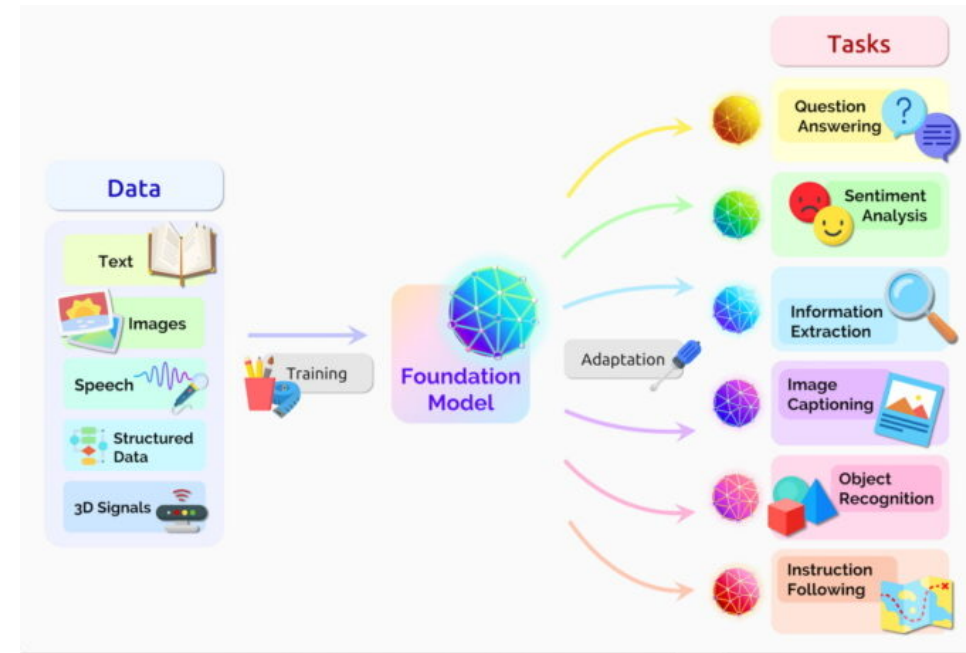 Data
Text
Images
Speech
Structured
Data
3D Signals
Training
Foundation
Model
Adaptation
Tasks
Question
Answering
Sentiment
Analysis
Information
Extraction
Image
Captioning
Object
Recognition
Instruction
Following